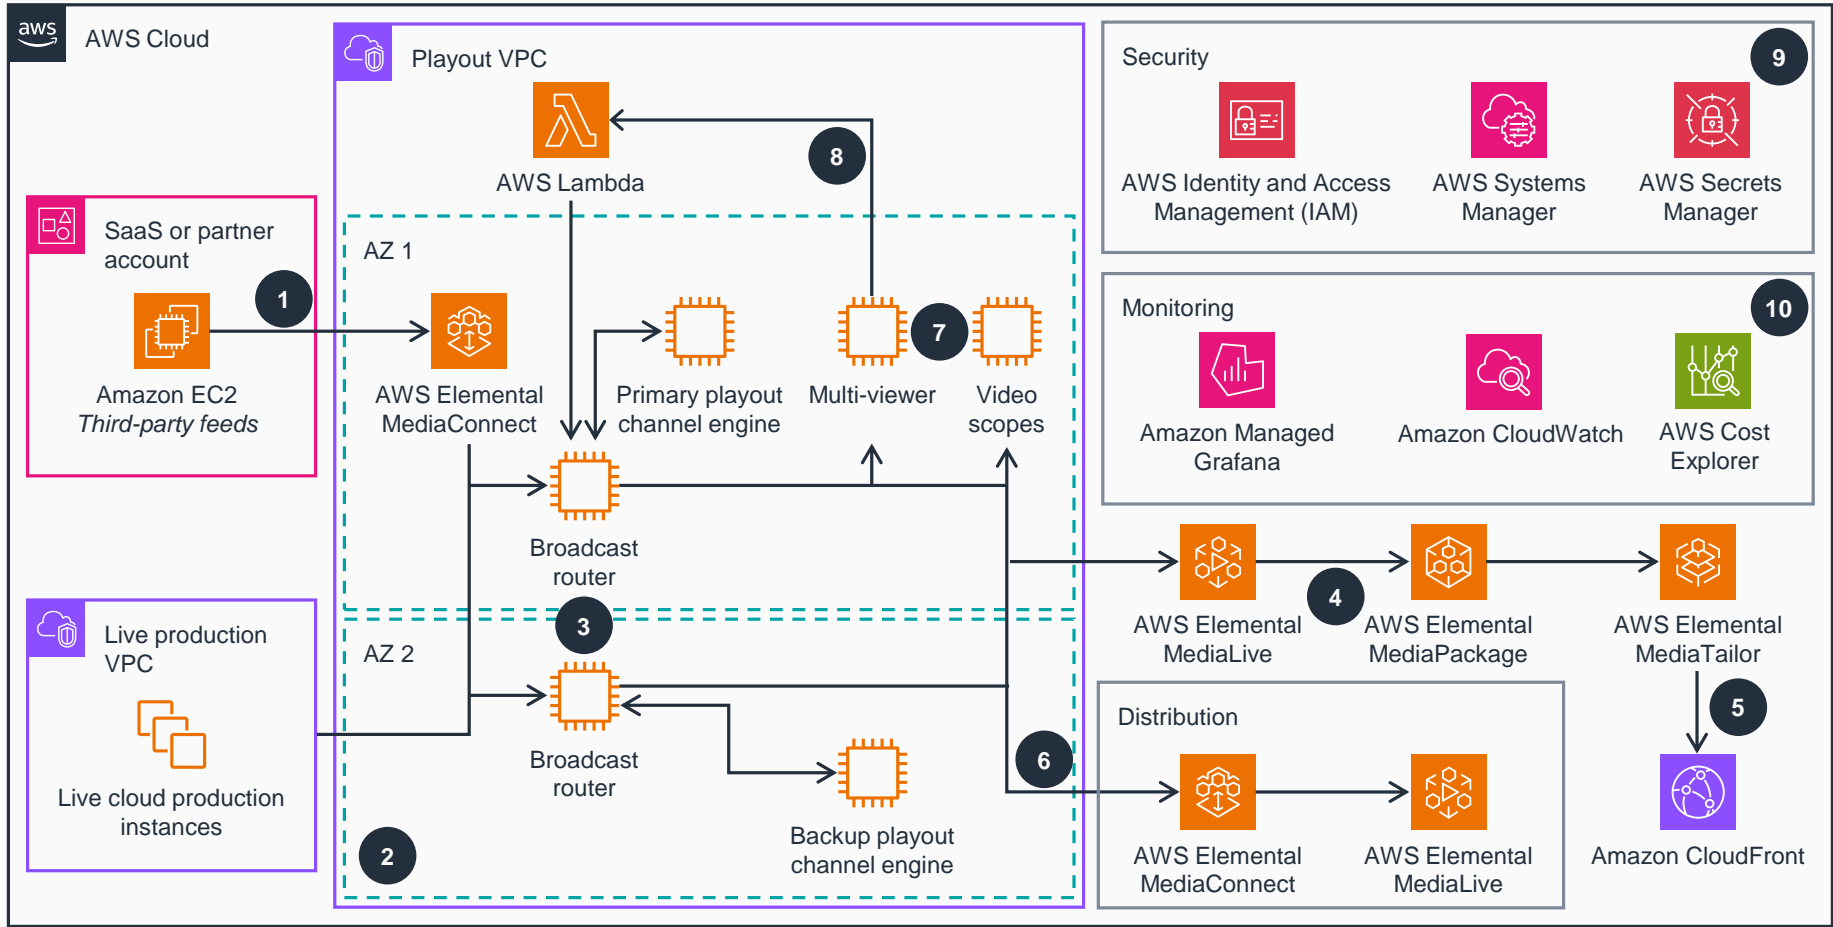 aws
AWS Cloud
Playout VPC
AWS Lambda
8
Security
9
AWS Identity and Access
Management (IAM)
AWS Systems
Manager
AWS Secrets
Manager
SaaS or partner
account
1
Amazon EC2
Third-party feeds
AZ 1
AWS Elemental
MediaConnect
Primary playout
channel engine
7
Multi-viewer
Video
scopes
Broadcast
router
Monitoring
10
Amazon Managed
Grafana
Amazon CloudWatch
AWS Cost
Explorer
4
AWS Elemental
MediaLive
AWS Elemental
MediaPackage
AWS Elemental
MediaTailor
Live production
VPC
Live cloud production
instances
3
AZ 2
Broadcast
router
Backup playout
channel engine
2
6
Distribution
AWS Elemental
MediaConnect
AWS Elemental
MediaLive
5
Amazon CloudFront